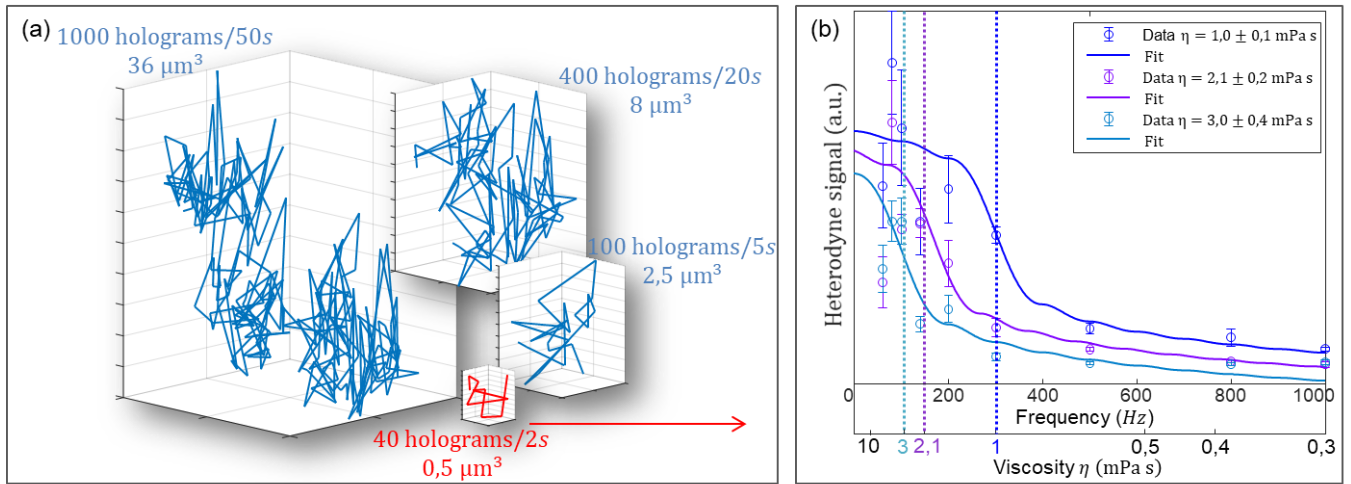 (a)
1000 holograms/50s
36 μm³
400 holograms/20s
8 μm³
100 holograms/5s
2,5 μm³
40 holograms/2s
0,5 μm³
(b)
Data η = 1,0 ± 0,1 mPa s
Fit
Data η = 2,1 ± 0,2 mPa s
Fit
Data η = 3,0 ± 0,4 mPa s
Fit
Heterodyne signal (a.u.)
0 200 400 600 800 1000
Frequency (Hz)
10 3 2,1 1 0,5 0,4 0,3
Viscosity η (mPa s)